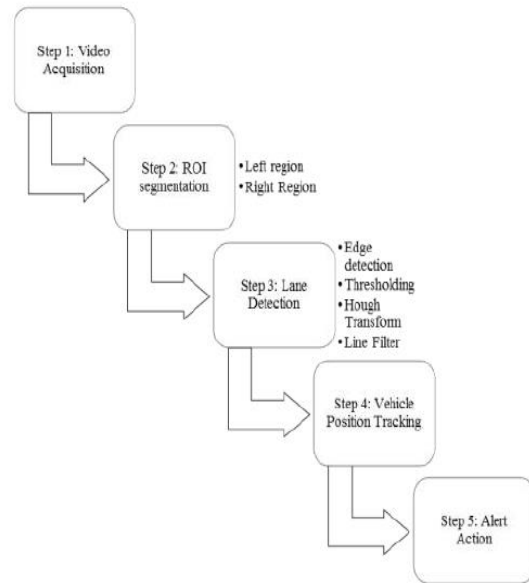 Step 1: Video
Acquisition
Step 2: ROI
segmentation
•Left region
•Right Region
Step 3: Lane
Detection
•Edge
detection
•Thresholding
•Hough
Transform
•Line Filter
Step 4: Vehicle
Position Tracking
Step 5: Alert
Action